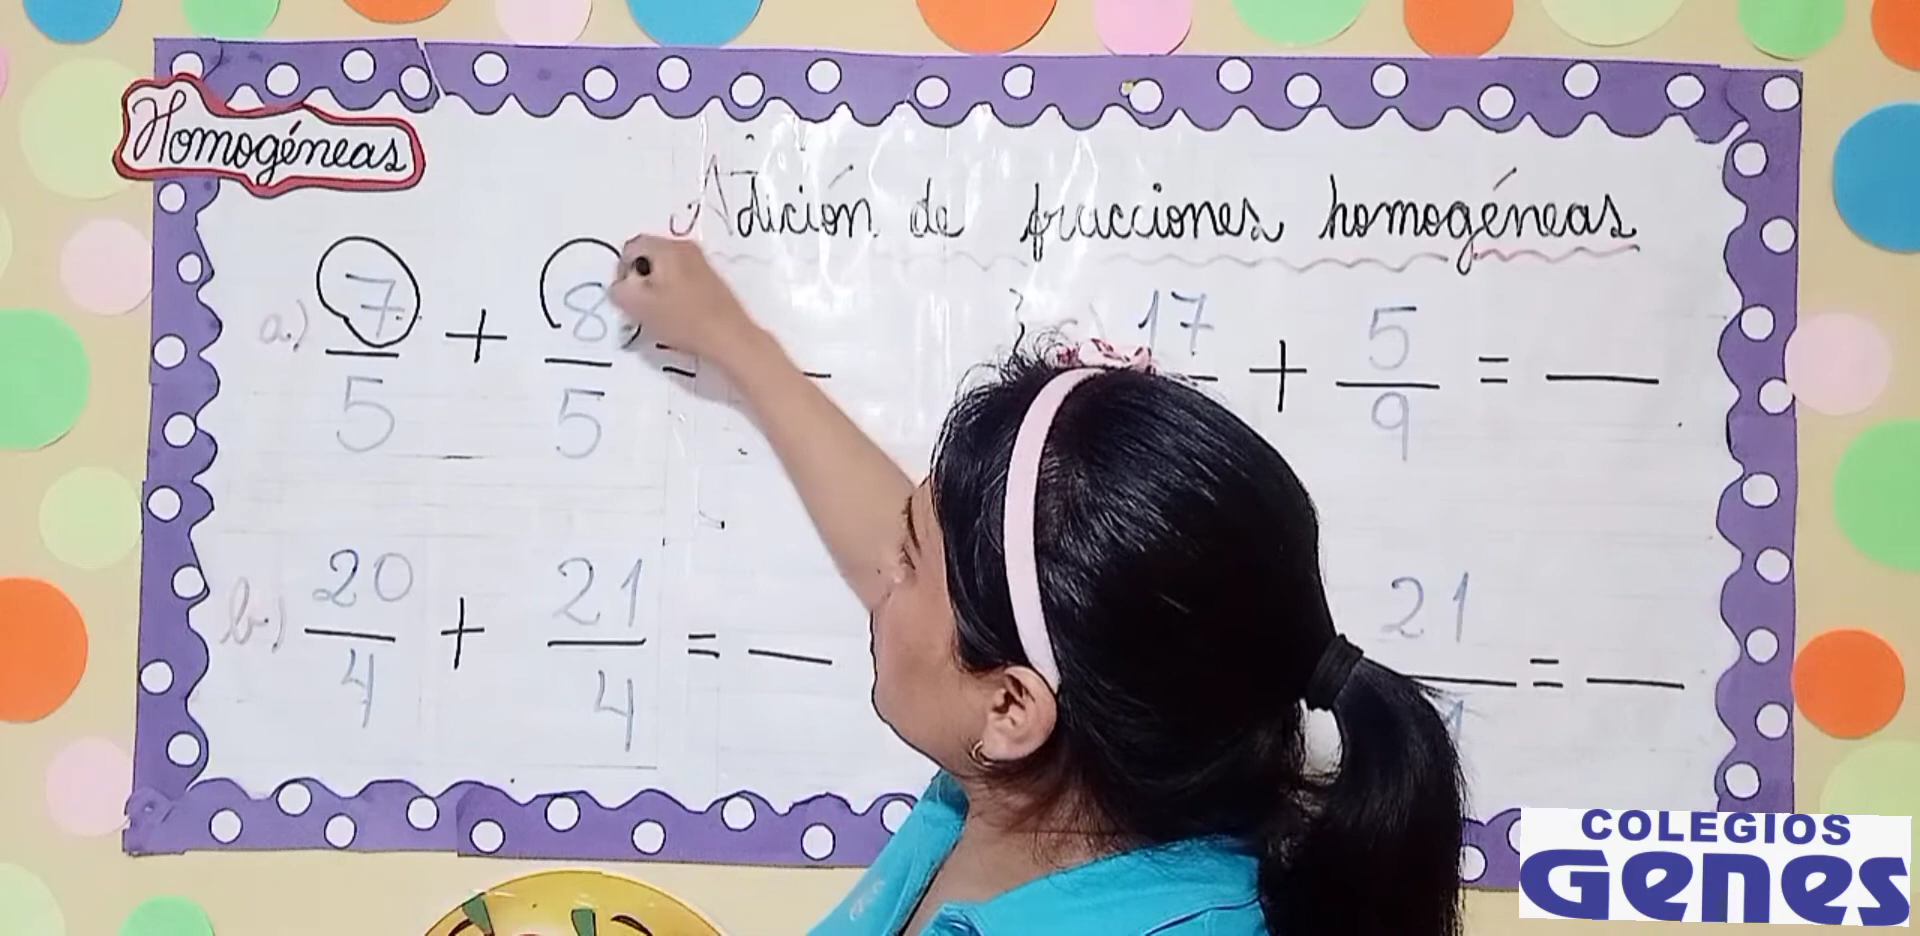 Homogéneas
Adición de fracciones homogéneas
a.) 7/5 + 8/5 = —
17 + 5/9 = —
b.) 20/4 + 21/4 = —
21 = —
COLEGIOS
Genes